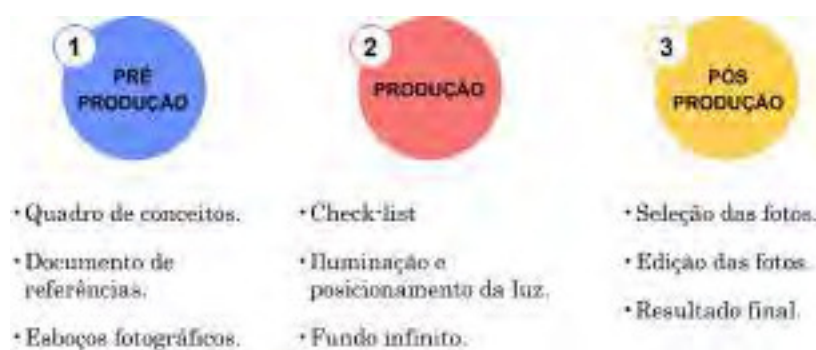 1
PRÉ
PRODUÇÃO
• Quadro de conceitos.
• Documento de
referências.
• Esboços fotográficos.
2
PRODUÇÃO
• Check-list
• Iluminação e
posicionamento da luz.
• Fundo infinito.
3
PÓS
PRODUÇÃO
• Seleção das fotos.
• Edição das fotos.
• Resultado final.